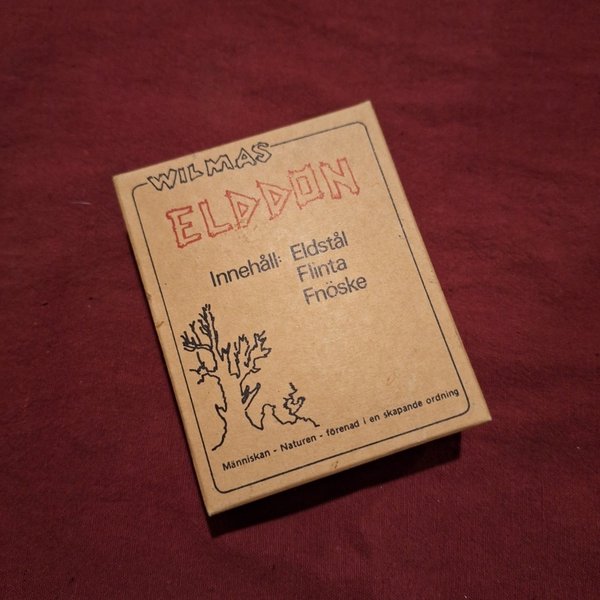 WILMAS
ELDDON
Innehåll: Eldstål
Flinta
Fnöske
Människan - Naturen - förenad i en skapande ordning